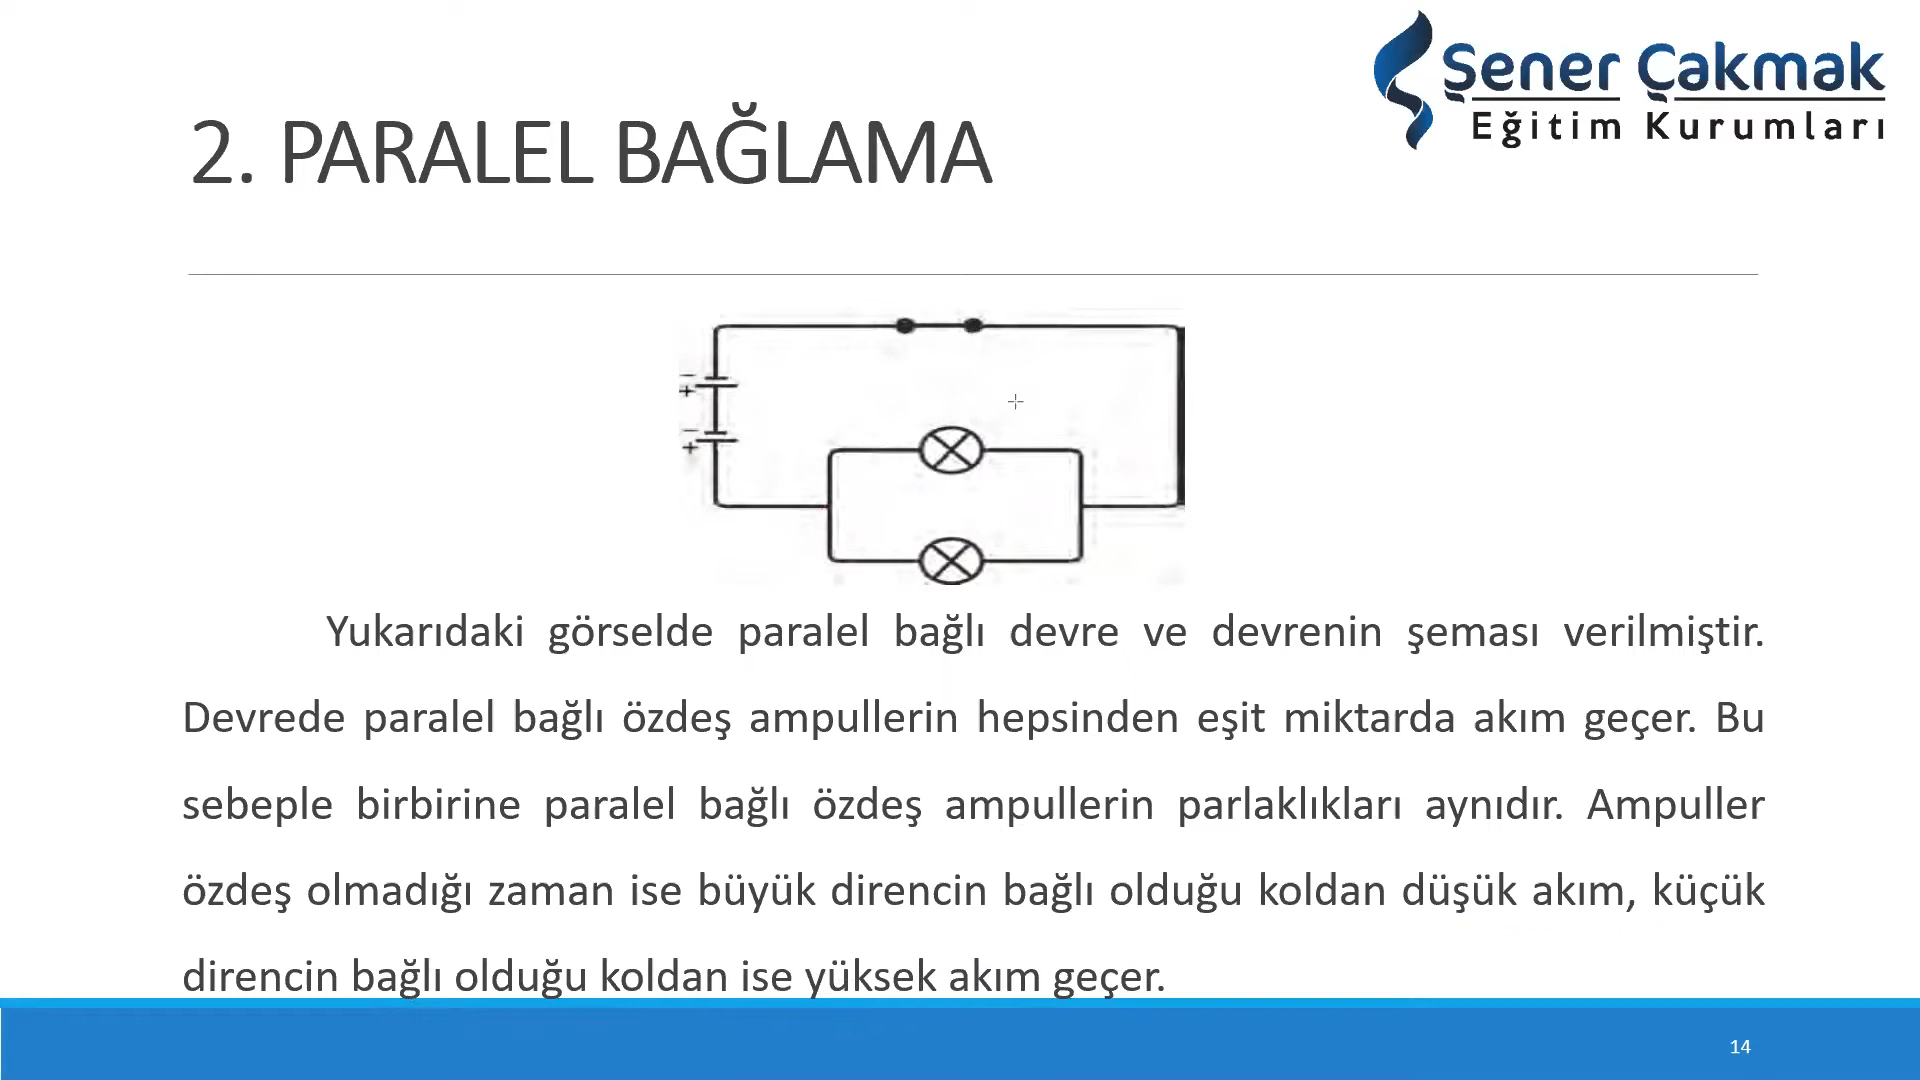 Şener Çakmak
Eğitim Kurumları
2. PARALEL BAĞLAMA
−
+
−
+
Yukarıdaki görselde paralel bağlı devre ve devrenin şeması verilmiştir.
Devrede paralel bağlı özdeş ampullerin hepsinden eşit miktarda akım geçer. Bu
sebeple birbirine paralel bağlı özdeş ampullerin parlaklıkları aynıdır. Ampuller
özdeş olmadığı zaman ise büyük direncin bağlı olduğu koldan düşük akım, küçük
direncin bağlı olduğu koldan ise yüksek akım geçer.
14